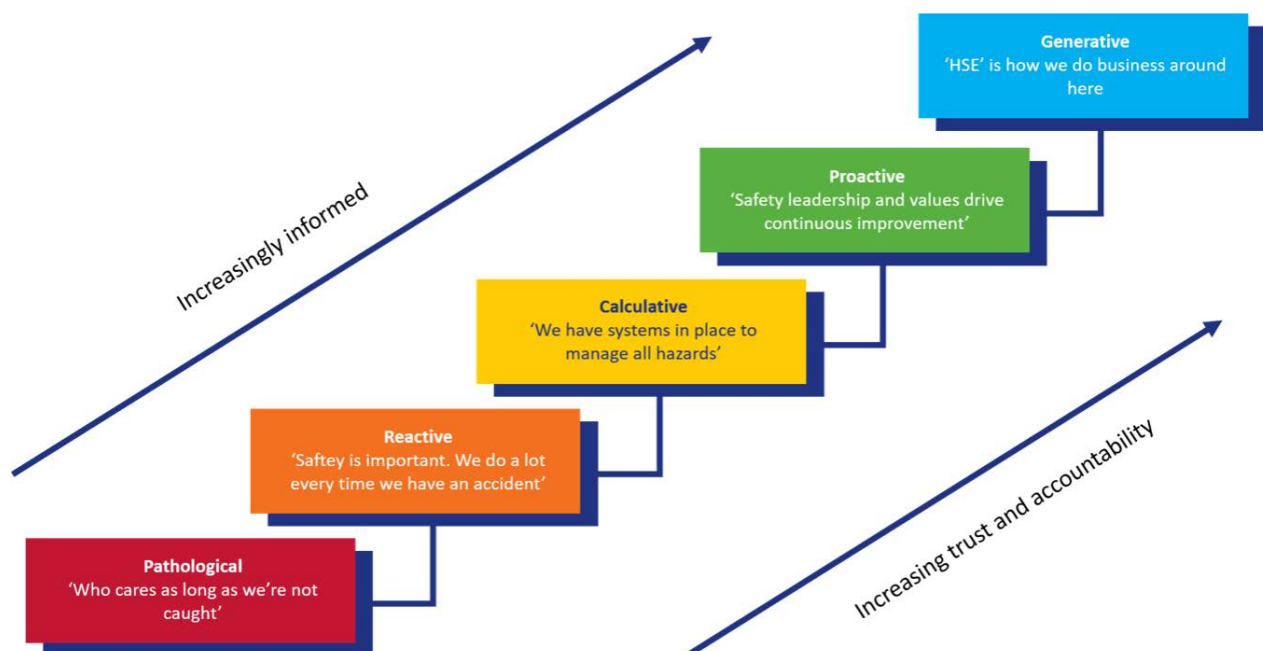 Generative
‘HSE’ is how we do business around
here
Proactive
‘Safety leadership and values drive
continuous improvement’
Increasingly informed
Calculative
‘We have systems in place to
manage all hazards’
Reactive
‘Saftey is important. We do a lot
every time we have an accident’
Increasing trust and accountability
Pathological
‘Who cares as long as we’re not
caught’